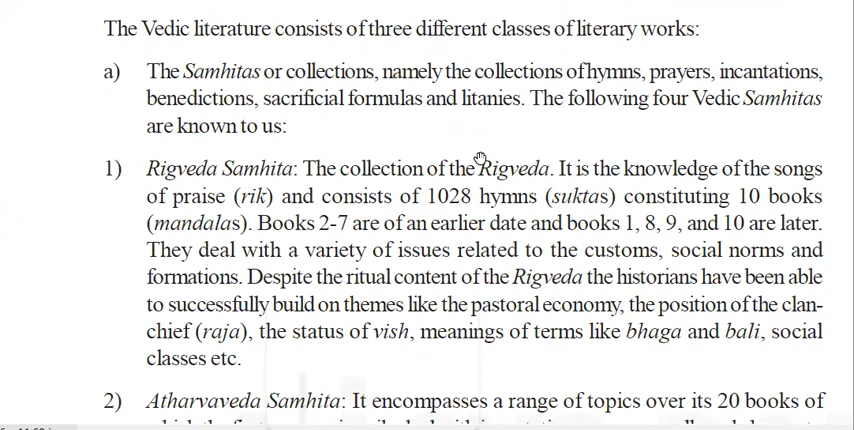 The Vedic literature consists of three different classes of literary works:
a) The Samhitas or collections, namely the collections of hymns, prayers, incantations,
benedictions, sacrificial formulas and litanies. The following four Vedic Samhitas
are known to us:
1) Rigveda Samhita: The collection of the Rigveda. It is the knowledge of the songs
of praise (rik) and consists of 1028 hymns (suktas) constituting 10 books
(mandalas). Books 2-7 are of an earlier date and books 1, 8, 9, and 10 are later.
They deal with a variety of issues related to the customs, social norms and
formations. Despite the ritual content of the Rigveda the historians have been able
to successfully build on themes like the pastoral economy, the position of the clan-
chief (raja), the status of vish, meanings of terms like bhaga and bali, social
classes etc.
2) Atharvaveda Samhita: It encompasses a range of topics over its 20 books of